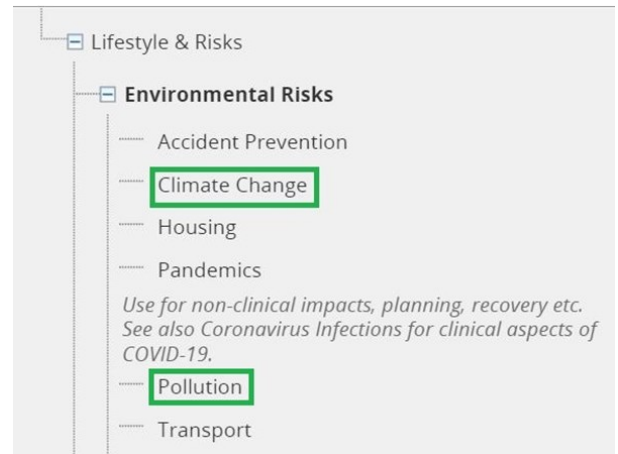 Lifestyle & Risks
Environmental Risks
Accident Prevention
Climate Change
Housing
Pandemics
Use for non-clinical impacts, planning, recovery etc.
See also Coronavirus Infections for clinical aspects of
COVID-19.
Pollution
Transport